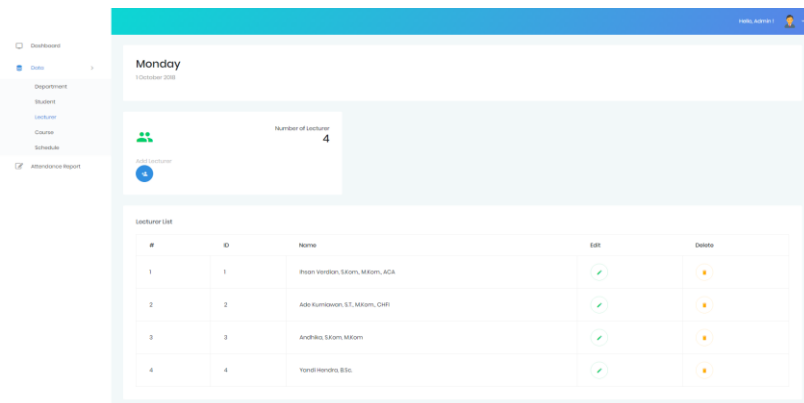 Hello, Admin !
Dashboard
Data
Department
Student
Lecturer
Course
Schedule
Attendance Report
Monday
1 October 2018
Number of Lecturer
4
Add Lecturer
Lecturer List
# ID Name Edit Delete
1 1 Ihsan Verdian, S.Kom., M.Kom., ACA
2 2 Ade Kurniawan, S.T., M.Kom., CHFI
3 3 Andhika, S.Kom, M.Kom
4 4 Yandi Hendra, B.Sc.